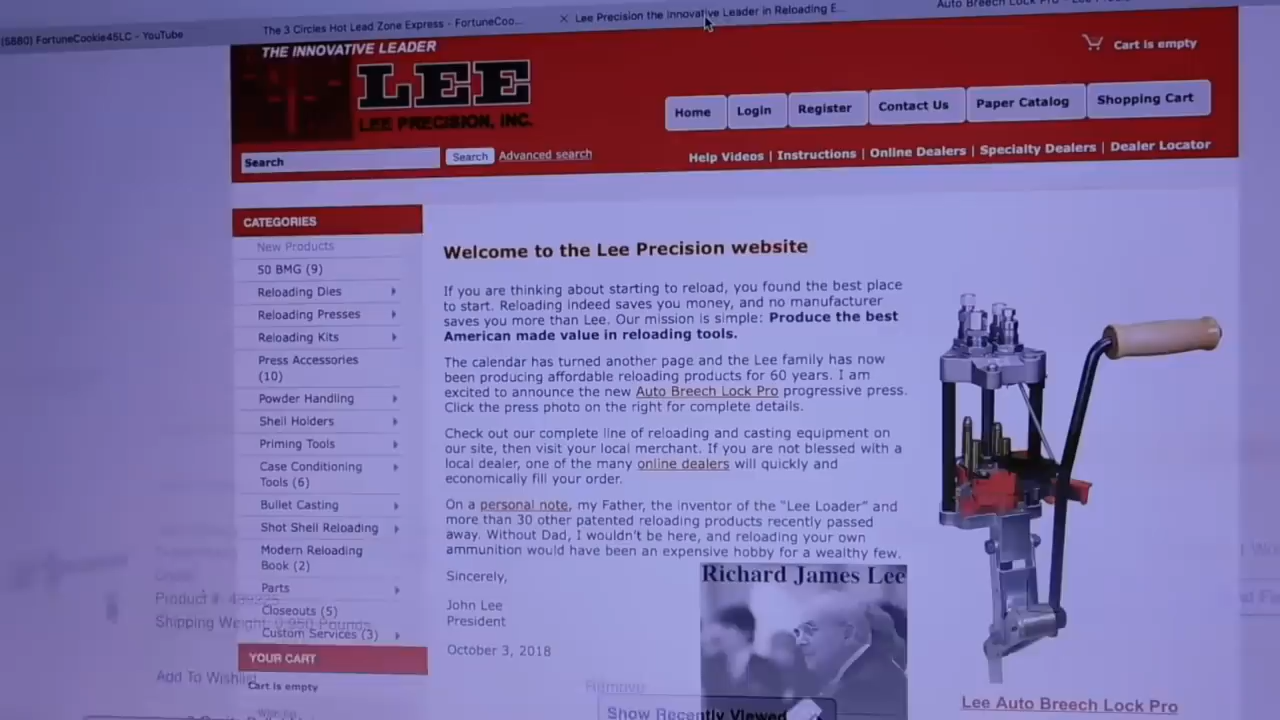 (6880) FortuneCookie45LC - YouTube
The 3 Circles Hot Lead Zone Express - FortuneCoo...
Lee Precision the Innovative Leader in Reloading E...
THE INNOVATIVE LEADER
LEE
LEE PRECISION, INC.
Cart is empty
Home
Login
Register
Contact Us
Paper Catalog
Shopping Cart
Search
Search
Advanced search
Help Videos | Instructions | Online Dealers | Specialty Dealers | Dealer Locator
CATEGORIES
New Products
50 BMG (9)
Reloading Dies
Reloading Presses
Reloading Kits
Press Accessories
(10)
Powder Handling
Shell Holders
Priming Tools
Case Conditioning
Tools (6)
Bullet Casting
Shot Shell Reloading
Modern Reloading
Book (2)
Parts
Closeouts (5)
Custom Services (3)
YOUR CART
Cart is empty
Product #:
Shipping Weight: 0.950 Pounds
Add To Wishlist
Welcome to the Lee Precision website
If you are thinking about starting to reload, you found the best place
to start. Reloading indeed saves you money, and no manufacturer
saves you more than Lee. Our mission is simple: Produce the best
American made value in reloading tools.
The calendar has turned another page and the Lee family has now
been producing affordable reloading products for 60 years. I am
excited to announce the new Auto Breech Lock Pro progressive press.
Click the press photo on the right for complete details.
Check out our complete line of reloading and casting equipment on
our site, then visit your local merchant. If you are not blessed with a
local dealer, one of the many online dealers will quickly and
economically fill your order.
On a personal note, my Father, the inventor of the "Lee Loader" and
more than 30 other patented reloading products recently passed
away. Without Dad, I wouldn't be here, and reloading your own
ammunition would have been an expensive hobby for a wealthy few.
Sincerely,
John Lee
President
October 3, 2018
Richard James Lee
Remove
Show Recently Viewed
Lee Auto Breech Lock Pro